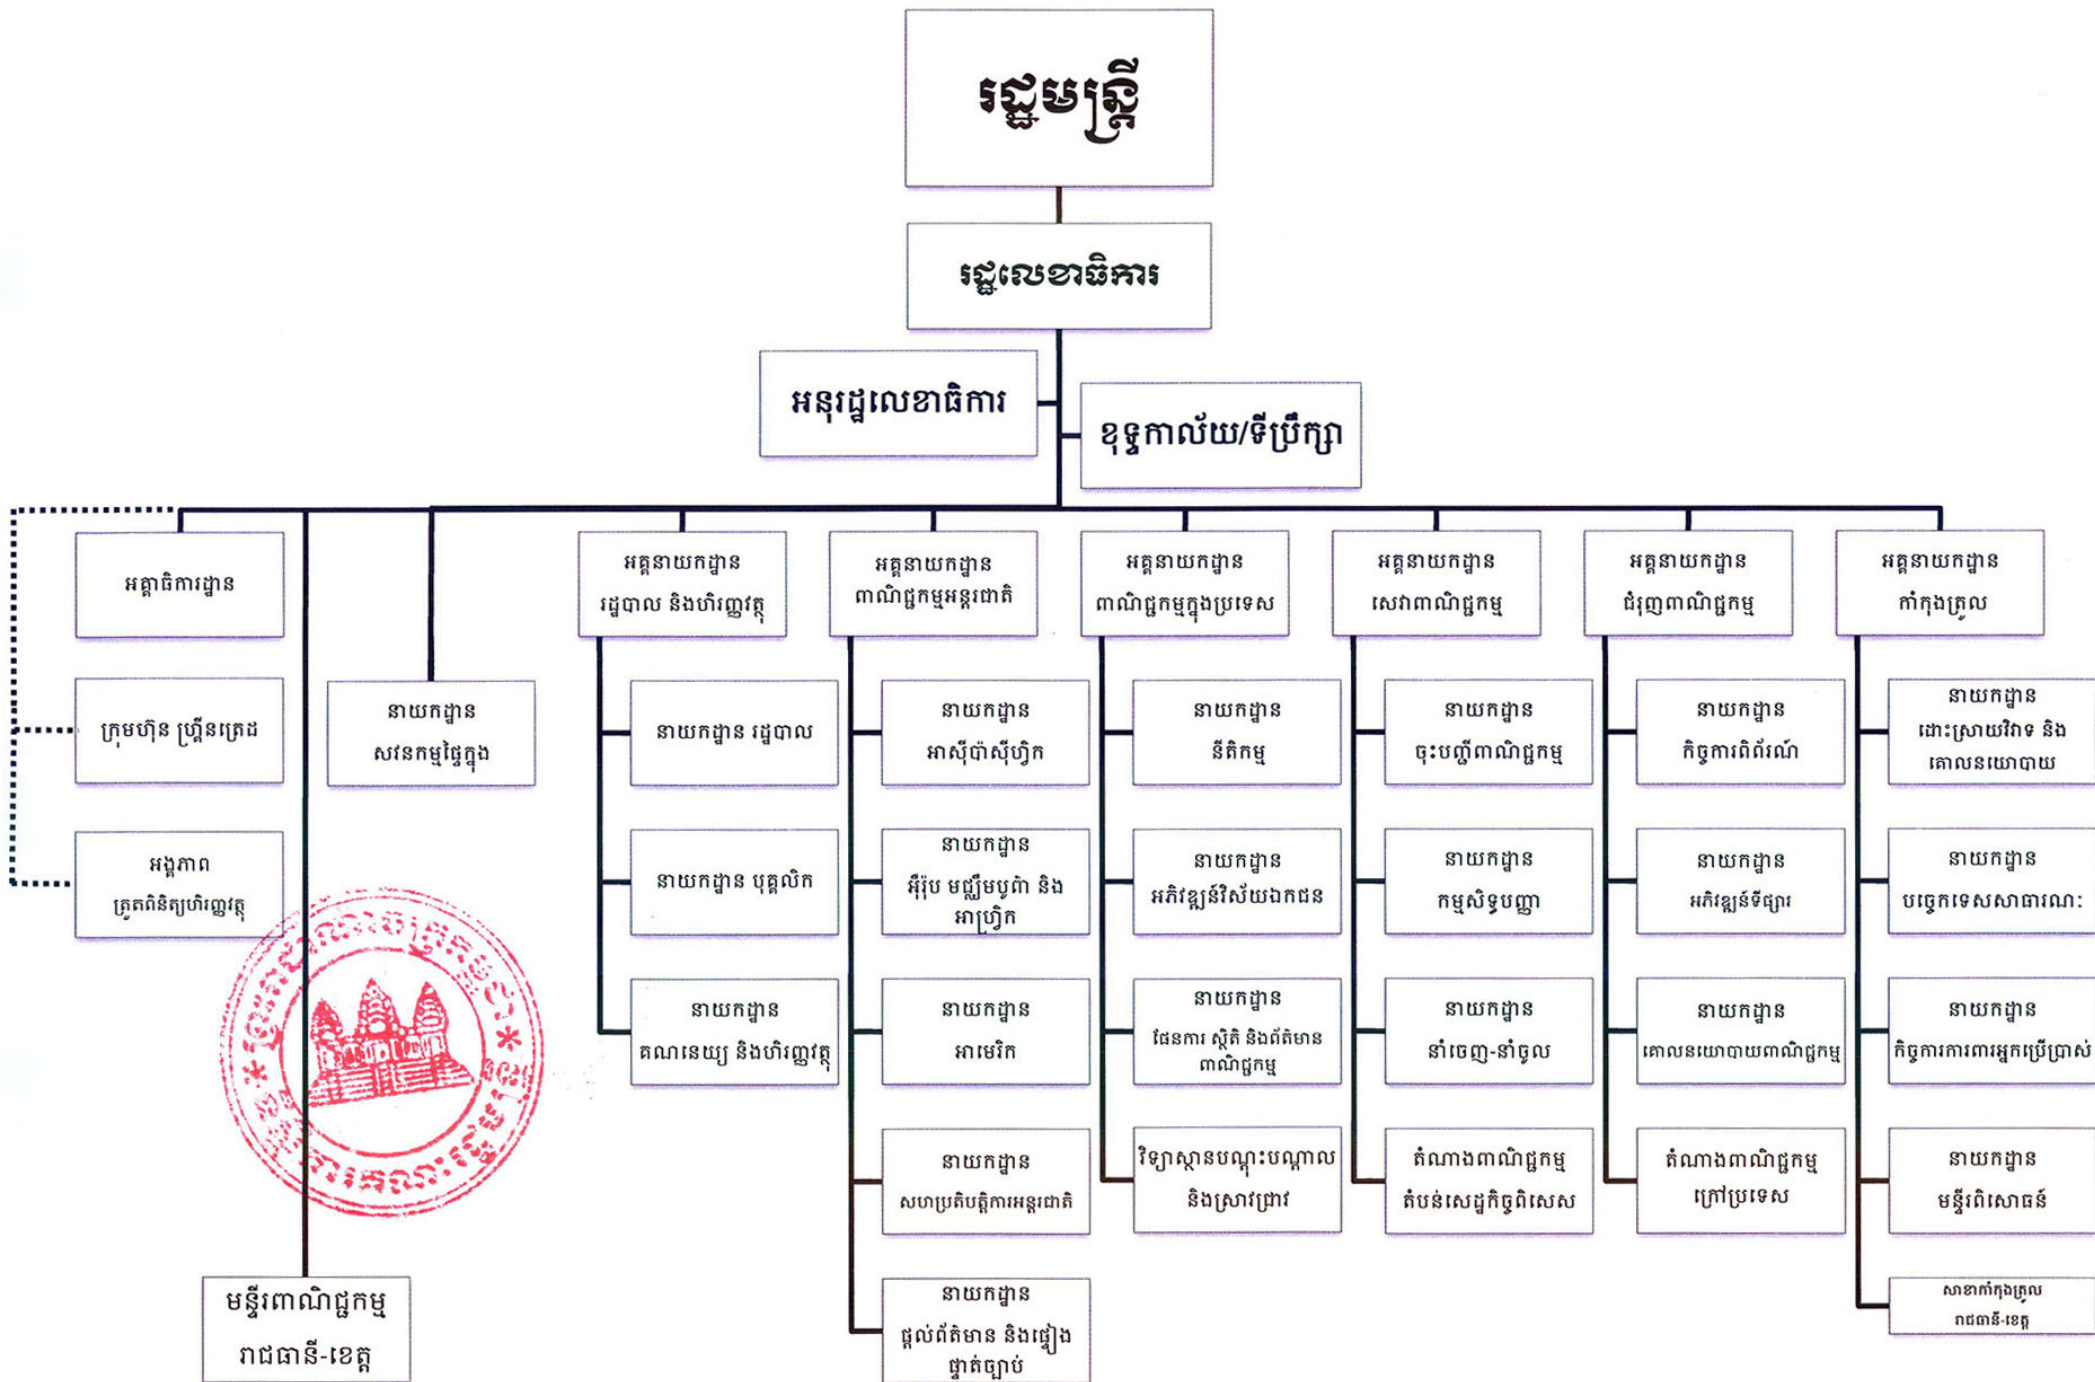 រដ្ឋមន្ត្រី
រដ្ឋលេខាធិការ
អនុរដ្ឋលេខាធិការ
ខុទ្ទកាល័យ/ទីប្រឹក្សា
អគ្គាធិការដ្ឋាន
ក្រុមហ៊ុន ហ្គ្រីនត្រេដ
អង្គភាព
ត្រួតពិនិត្យហិរញ្ញវត្ថុ
មន្ទីរពាណិជ្ជកម្ម
រាជធានី-ខេត្ត
នាយកដ្ឋាន
សវនកម្មផ្ទៃក្នុង
អគ្គនាយកដ្ឋាន
រដ្ឋបាល និងហិរញ្ញវត្ថុ
នាយកដ្ឋាន រដ្ឋបាល
នាយកដ្ឋាន បុគ្គលិក
នាយកដ្ឋាន
គណនេយ្យ និងហិរញ្ញវត្ថុ
អគ្គនាយកដ្ឋាន
ពាណិជ្ជកម្មអន្តរជាតិ
នាយកដ្ឋាន
អាស៊ីប៉ាស៊ីហ្វិក
នាយកដ្ឋាន
អ៊ឺរ៉ុប មជ្ឈឹមបូព៌ា និង
អាហ្វ្រិក
នាយកដ្ឋាន
អាមេរិក
នាយកដ្ឋាន
សហប្រតិបត្តិការអន្តរជាតិ
នាយកដ្ឋាន
ផ្តល់ព័ត៌មាន និងផ្ទៀង
ផ្ទាត់ច្បាប់
អគ្គនាយកដ្ឋាន
ពាណិជ្ជកម្មក្នុងប្រទេស
នាយកដ្ឋាន
នីតិកម្ម
នាយកដ្ឋាន
អភិវឌ្ឍន៍វិស័យឯកជន
នាយកដ្ឋាន
ផែនការ ស្ថិតិ និងព័ត៌មាន
ពាណិជ្ជកម្ម
វិទ្យាស្ថានបណ្តុះបណ្តាល
និងស្រាវជ្រាវ
អគ្គនាយកដ្ឋាន
សេវាពាណិជ្ជកម្ម
នាយកដ្ឋាន
ចុះបញ្ជីពាណិជ្ជកម្ម
នាយកដ្ឋាន
កម្មសិទ្ធបញ្ញា
នាយកដ្ឋាន
នាំចេញ-នាំចូល
តំណាងពាណិជ្ជកម្ម
តំបន់សេដ្ឋកិច្ចពិសេស
អគ្គនាយកដ្ឋាន
ជំរុញពាណិជ្ជកម្ម
នាយកដ្ឋាន
កិច្ចការពិព័រណ៍
នាយកដ្ឋាន
អភិវឌ្ឍន៍ទីផ្សារ
នាយកដ្ឋាន
គោលនយោបាយពាណិជ្ជកម្ម
តំណាងពាណិជ្ជកម្ម
ក្រៅប្រទេស
អគ្គនាយកដ្ឋាន
កាំកុងត្រូល
នាយកដ្ឋាន
ដោះស្រាយវិវាទ និង
គោលនយោបាយ
នាយកដ្ឋាន
បច្ចេកទេសសាធារណៈ
នាយកដ្ឋាន
កិច្ចការការពារអ្នកប្រើប្រាស់
នាយកដ្ឋាន
មន្ទីរពិសោធន៍
សាខាកាំកុងត្រូល
រាជធានី-ខេត្ត